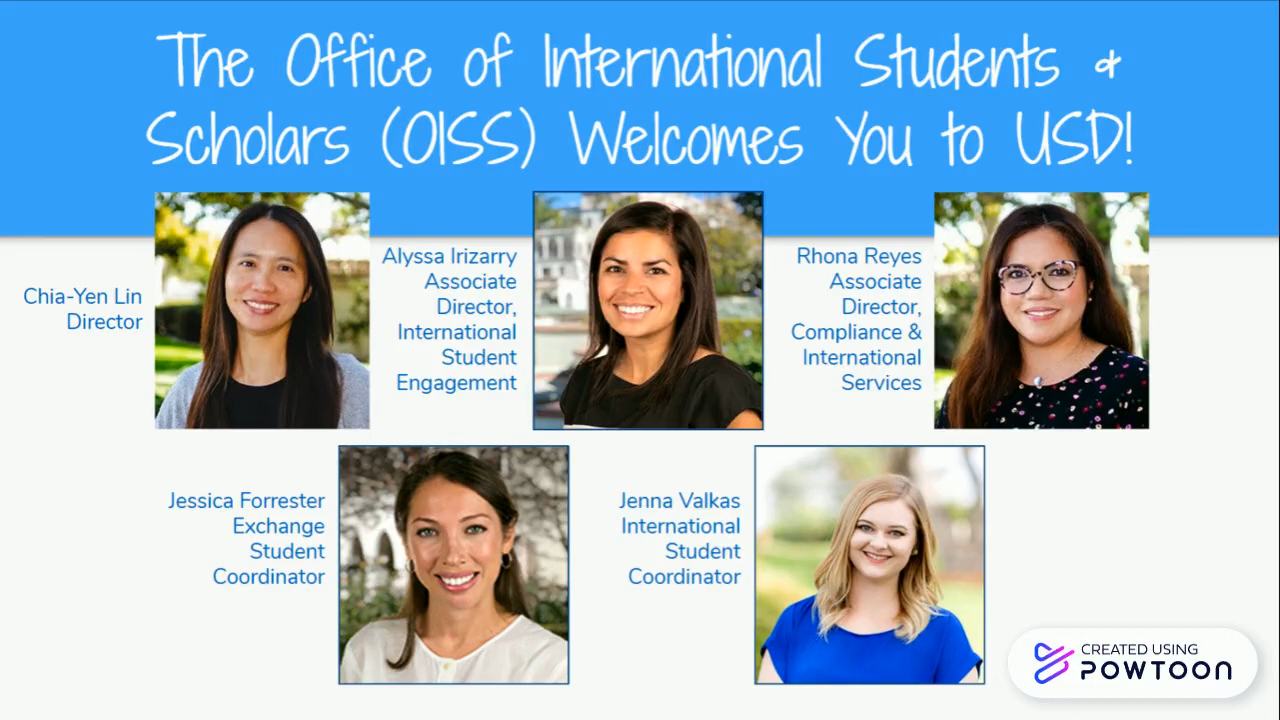 The Office of International Students &
Scholars (OISS) Welcomes You to USD!
Chia-Yen Lin
Director
Alyssa Irizarry
Associate
Director,
International
Student
Engagement
Rhona Reyes
Associate
Director,
Compliance &
International
Services
Jessica Forrester
Exchange
Student
Coordinator
Jenna Valkas
International
Student
Coordinator
CREATED USING
POWTOON